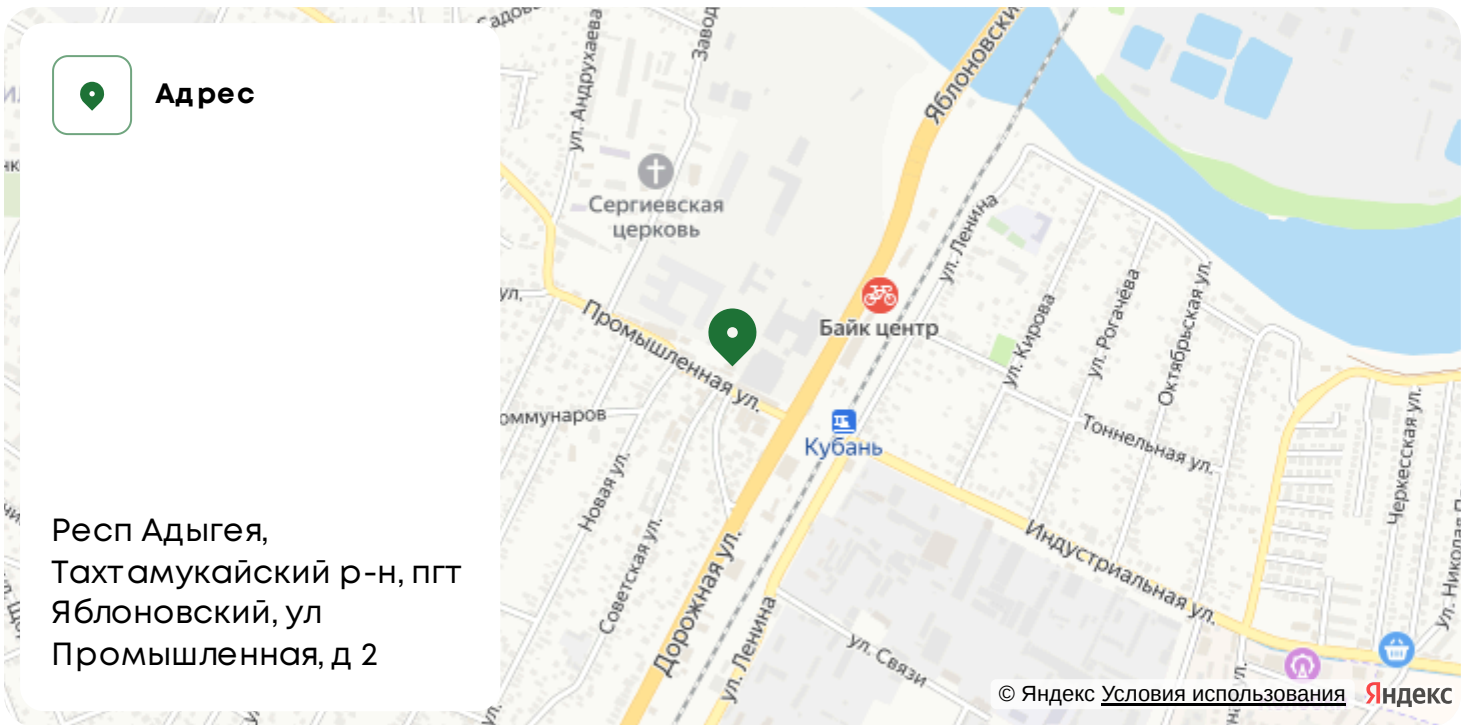 Адрес
Респ Адыгея,
Тахтамукайский р-н, пгт
Яблоновский, ул
Промышленная, д 2
ул. Андрухаева
Сергиевская
церковь
ул.
Промышленная ул.
Байк центр
Кубань
ул. Ленина
ул. Кирова
ул. Рогачёва
Октябрьская ул.
Тоннельная ул.
Черкесская ул.
Новая ул.
Советская ул.
Дорожная ул.
ул. Ленина
Индустриальная ул.
ул. Связи
© Яндекс Условия использования
Яндекс